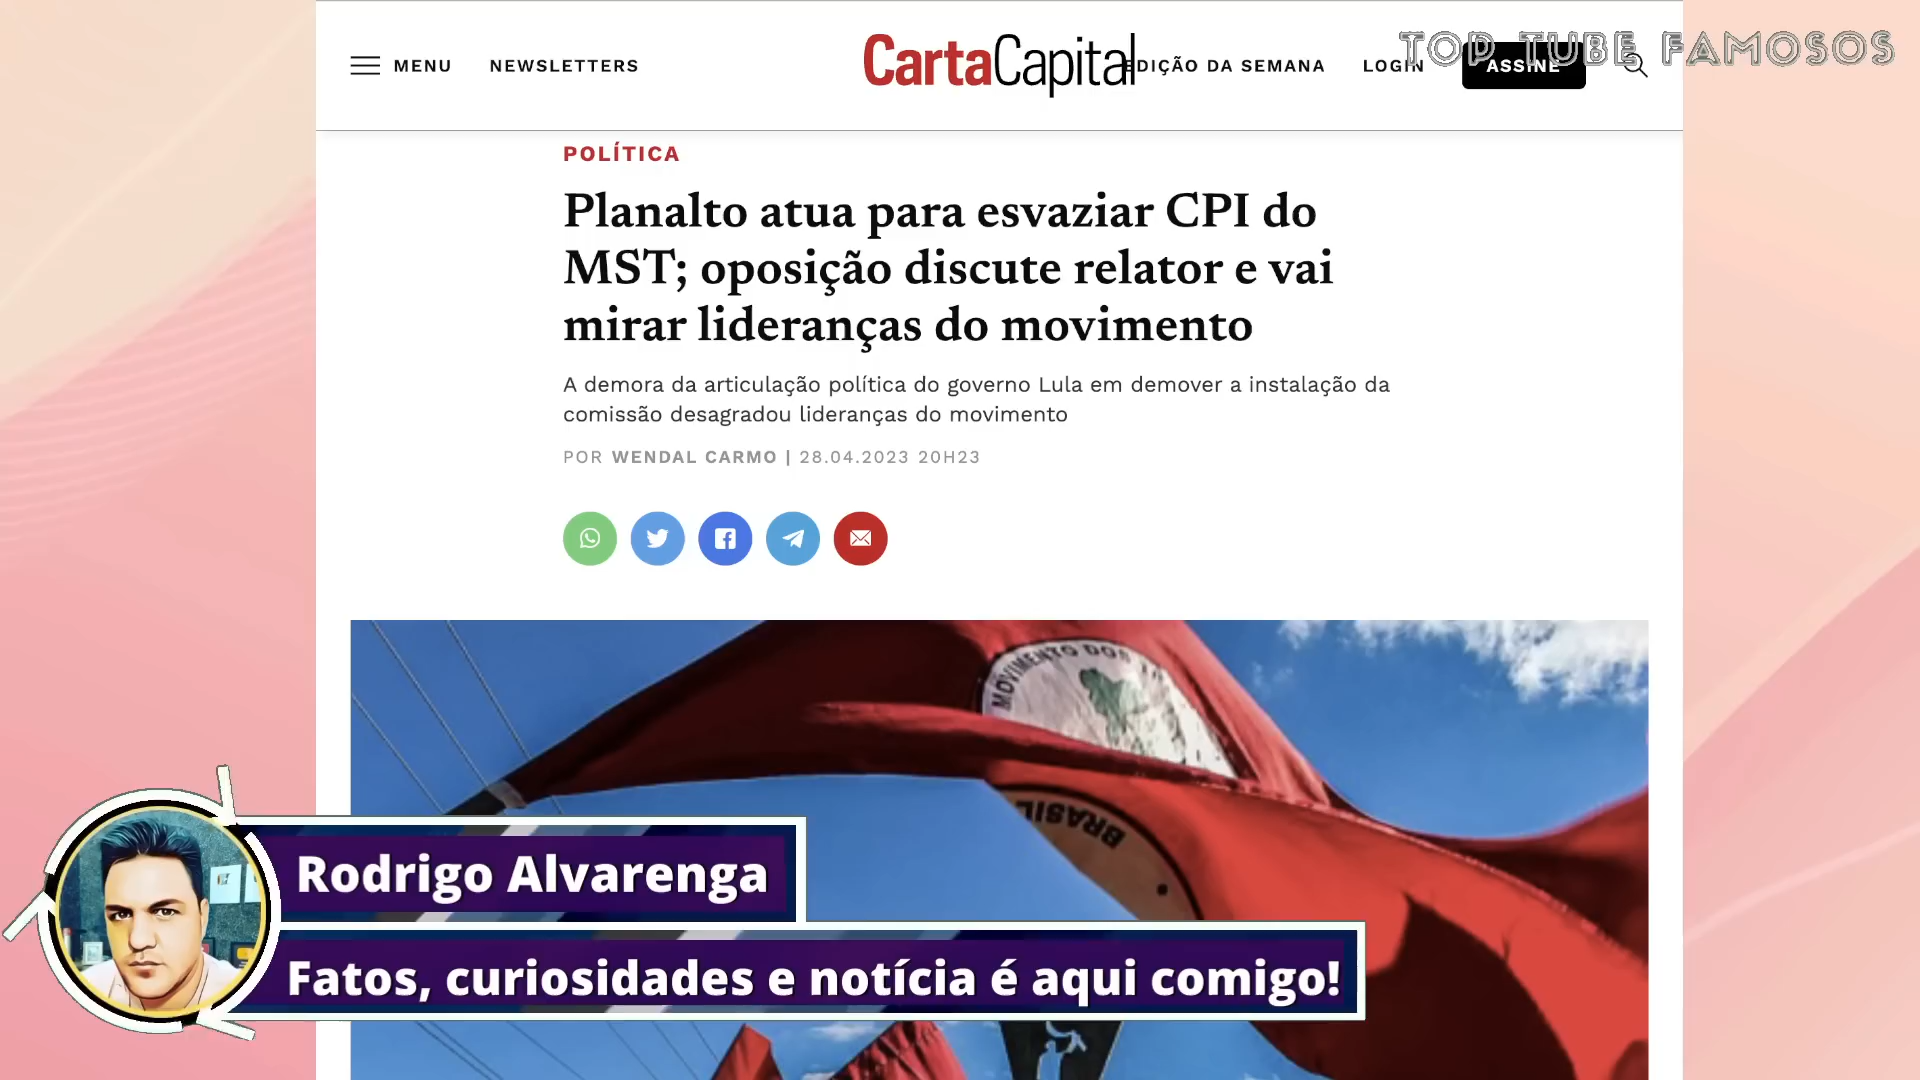 TOP TUBE FAMOSOS
MENU
NEWSLETTERS
CartaCapital
EDIÇÃO DA SEMANA
LOGIN
ASSINE
POLÍTICA
Planalto atua para esvaziar CPI do
MST; oposição discute relator e vai
mirar lideranças do movimento
A demora da articulação política do governo Lula em demover a instalação da
comissão desagradou lideranças do movimento
POR WENDAL CARMO | 28.04.2023 20H23
MOVIMENTO DOS
BRASIL
Rodrigo Alvarenga
Fatos, curiosidades e notícia é aqui comigo!